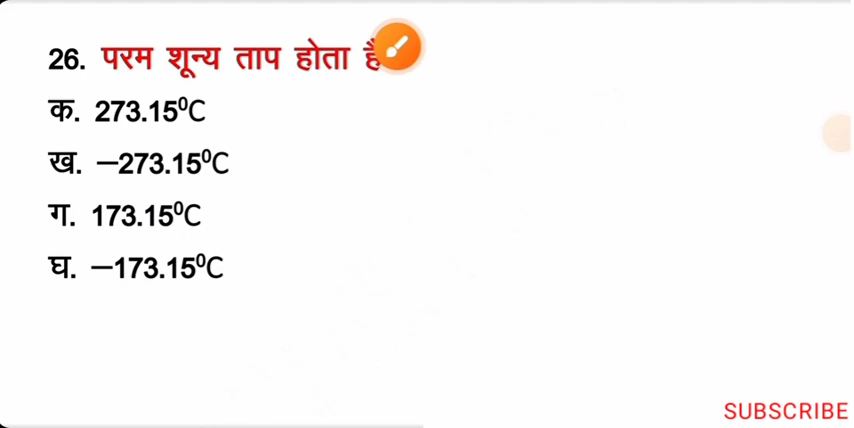 26. परम शून्य ताप होता है
क. 273.15⁰C
ख. –273.15⁰C
ग. 173.15⁰C
घ. –173.15⁰C
SUBSCRIBE